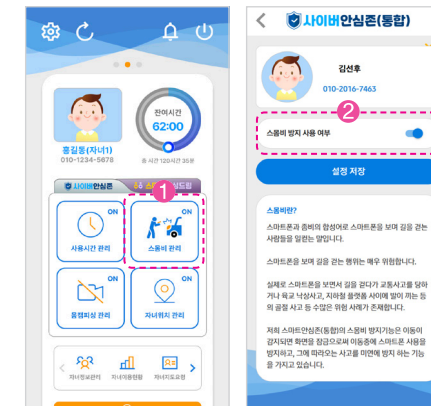 잔여시간
62:00
홍길동(자녀1)
010-1234-5678
총 시간 120시간 35분
사이버안심존
1
ON
사용시간 관리
ON
스몸비 관리
ON
몸캠피싱 관리
ON
자녀위치 관리
자녀정보관리
자녀이용현황
자녀지도요령
사이버안심존(통합)
김선후
010-2016-7463
2
스몸비 방지 사용 여부
설정 저장
스몸비란?
스마트폰과 좀비의 합성어로 스마트폰을 보며 길을 걷는
사람들을 일컫는 말입니다.
스마트폰을 보며 길을 걷는 행위는 매우 위험합니다.
실제로 스마트폰을 보면서 길을 걷다가 교통사고를 당하
거나 육교 낙상사고, 지하철 플랫폼 사이에 발이 끼는 등
의 골절 사고 등 수많은 위험 사례가 존재합니다.
저희 스마트안심존(통합)의 스몸비 방지기능은 이동이
감지되면 화면을 잠금으로써 이동중에 스마트폰 사용을
방지하고, 그에 따라오는 사고를 미연에 방지 하는 기능
을 가지고 있습니다.